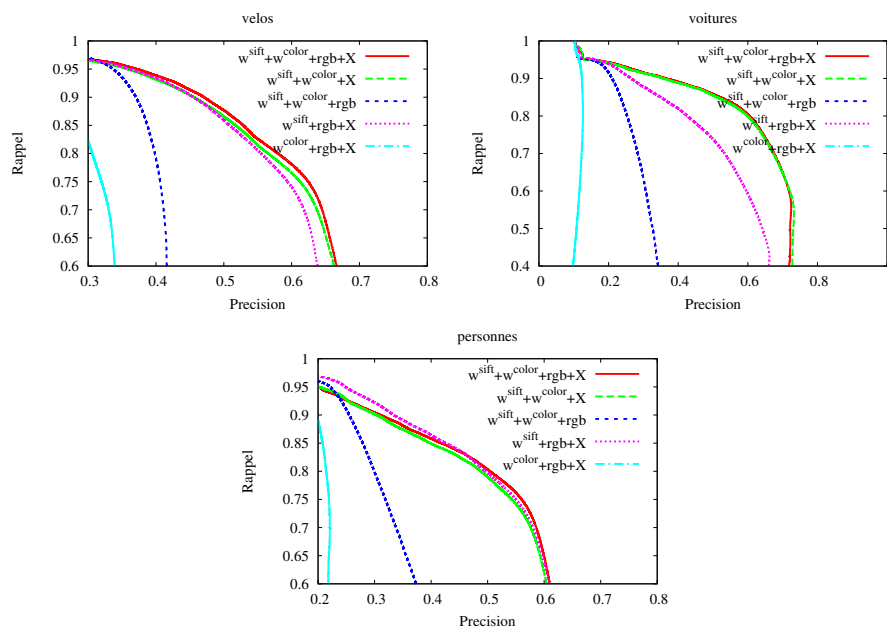 velos
w^sift+w^color+rgb+X
w^sift+w^color+X
w^sift+w^color+rgb
w^sift+rgb+X
w^color+rgb+X
1
0.95
0.9
0.85
0.8
0.75
0.7
0.65
0.6
Rappel
0.3 0.4 0.5 0.6 0.7 0.8
Precision
voitures
w^sift+w^color+rgb+X
w^sift+w^color+X
w^sift+w^color+rgb
w^sift+rgb+X
w^color+rgb+X
1
0.9
0.8
0.7
0.6
0.5
0.4
Rappel
0 0.2 0.4 0.6 0.8 1
Precision
personnes
w^sift+w^color+rgb+X
w^sift+w^color+X
w^sift+w^color+rgb
w^sift+rgb+X
w^color+rgb+X
1
0.95
0.9
0.85
0.8
0.75
0.7
0.65
0.6
Rappel
0.2 0.3 0.4 0.5 0.6 0.7 0.8
Precision